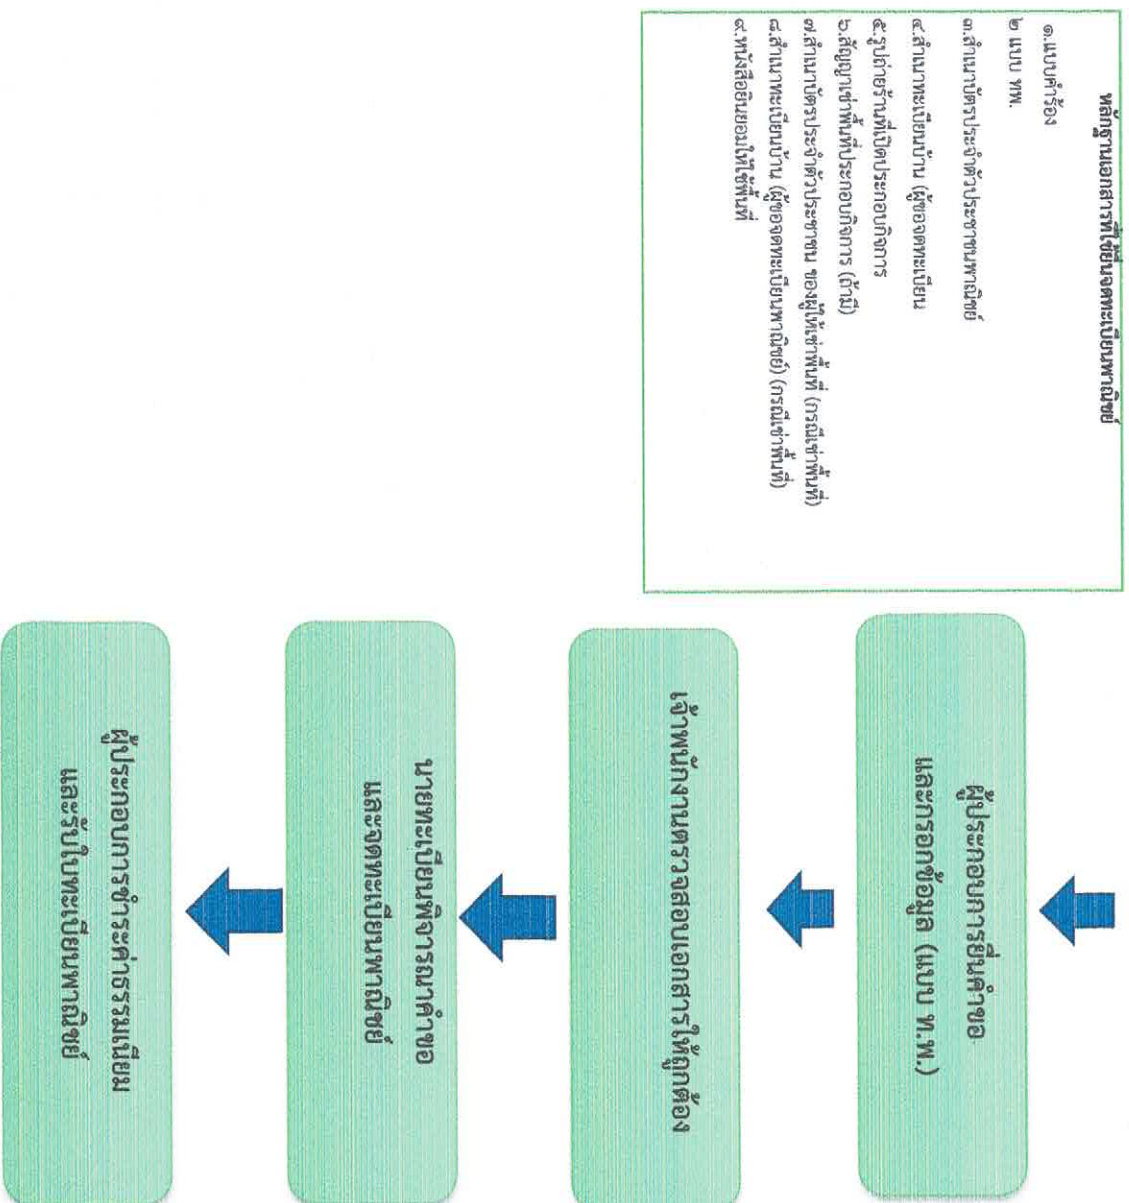 หลักฐานเอกสารที่ใช้ยื่นจดทะเบียนพาณิชย์
๑.แบบคำร้อง
๒ แบบ ทพ.
๓.สำเนาบัตรประจำตัวประชาชนพาณิชย์
๔.สำเนาทะเบียนบ้าน (ผู้ขอจดทะเบียน
๕.รูปถ่ายร้านที่เปิดประกอบกิจการ
๖.สัญญาเช่าพื้นที่ประกอบกิจการ (ถ้ามี)
๗.สำเนาบัตรประจำตัวประชาชน ของผู้ให้เช่าพื้นที่ (กรณีเช่าพื้นที่)
๘.สำเนาทะเบียนบ้าน (ผู้ขอจดทะเบียนพาณิชย์) (กรณีเช่าพื้นที่)
๙.หนังสือยินยอมให้ใช้พื้นที่
ผู้ประกอบการยื่นคำขอ
และกรอกข้อมูล (แบบ ท.พ.)
เจ้าพนักงานตรวจสอบเอกสารให้ถูกต้อง
นายทะเบียนพิจารณาคำขอ
และจดทะเบียนพาณิชย์
ผู้ประกอบการชำระค่าธรรมเนียม
และรับใบทะเบียนพาณิชย์